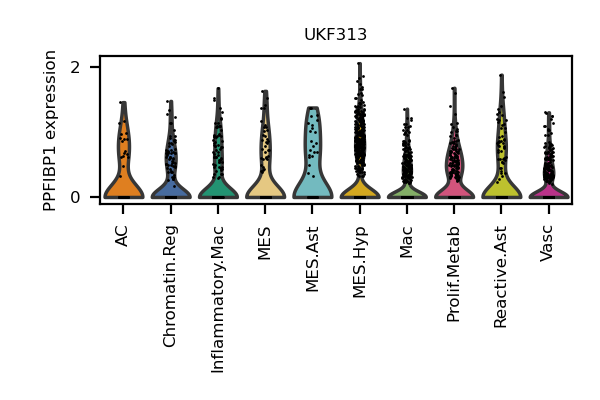 UKF313
PPFIBP1 expression
2
0
AC
Chromatin.Reg
Inflammatory.Mac
MES
MES.Ast
MES.Hyp
Mac
Prolif.Metab
Reactive.Ast
Vasc